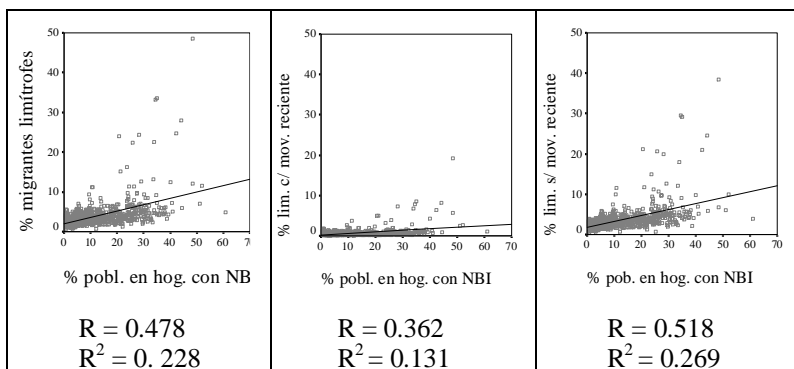 50
40
30
20
10
0
0 10 20 30 40 50 60 70
% migrantes limítrofes
% pobl. en hog. con NB
R = 0.478
R² = 0. 228
50
40
30
20
10
0
0 10 20 30 40 50 60 70
% lim. c/ mov. reciente
% pobl. en hog. con NBI
R = 0.362
R² = 0.131
50
40
30
20
10
0
0 10 20 30 40 50 60 70
% lim. s/ mov. reciente
% pobl. en hog. con NBI
R = 0.518
R² = 0.269